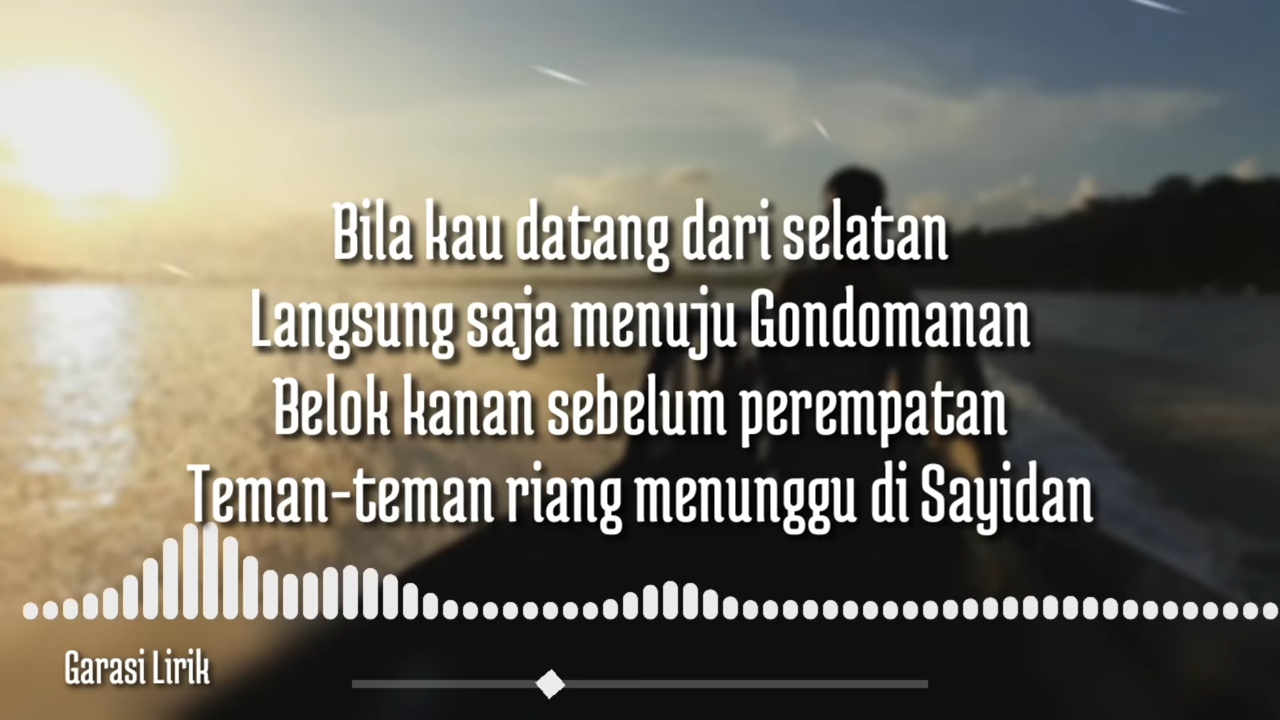 Bila kau datang dari selatan
Langsung saja menuju Gondomanan
Belok kanan sebelum perempatan
Teman-teman riang menunggu di Sayidan
Garasi Lirik